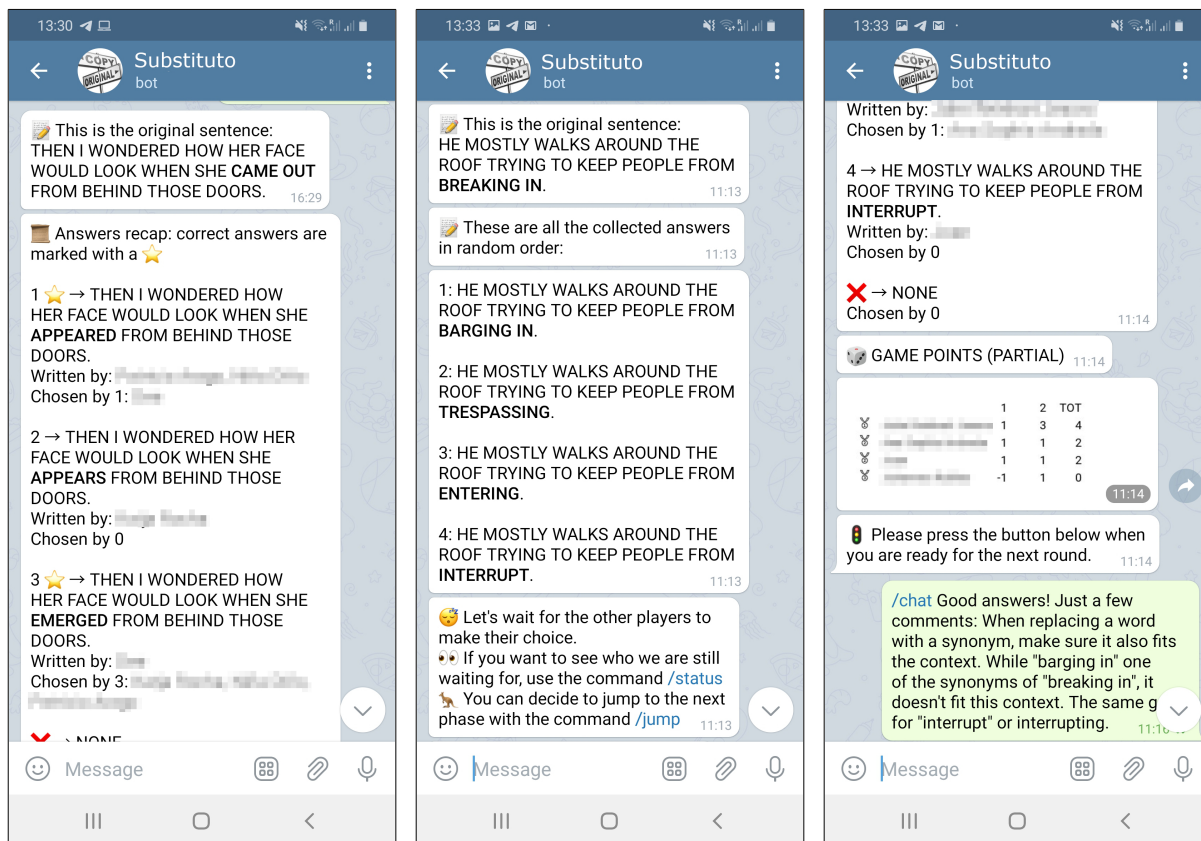 13:30
Substituto
bot
This is the original sentence:
THEN I WONDERED HOW HER FACE
WOULD LOOK WHEN SHE CAME OUT
FROM BEHIND THOSE DOORS.
16:29
Answers recap: correct answers are
marked with a
1 → THEN I WONDERED HOW
HER FACE WOULD LOOK WHEN SHE
APPEARED FROM BEHIND THOSE
DOORS.
Written by:
Chosen by 1:
2 → THEN I WONDERED HOW HER
FACE WOULD LOOK WHEN SHE
APPEARS FROM BEHIND THOSE
DOORS.
Written by:
Chosen by 0
3 → THEN I WONDERED HOW
HER FACE WOULD LOOK WHEN SHE
EMERGED FROM BEHIND THOSE
DOORS.
Written by:
Chosen by 3:
→ NONE
Message
13:33
COPY
ORIGINAL
Substituto
bot
This is the original sentence:
HE MOSTLY WALKS AROUND THE
ROOF TRYING TO KEEP PEOPLE FROM
BREAKING IN.
11:13
These are all the collected answers
in random order:
11:13
1: HE MOSTLY WALKS AROUND THE
ROOF TRYING TO KEEP PEOPLE FROM
BARGING IN.
2: HE MOSTLY WALKS AROUND THE
ROOF TRYING TO KEEP PEOPLE FROM
TRESPASSING.
3: HE MOSTLY WALKS AROUND THE
ROOF TRYING TO KEEP PEOPLE FROM
ENTERING.
4: HE MOSTLY WALKS AROUND THE
ROOF TRYING TO KEEP PEOPLE FROM
INTERRUPT.
11:13
Let's wait for the other players to
make their choice.
If you want to see who we are still
waiting for, use the command /status
You can decide to jump to the next
phase with the command /jump
11:13
Message
13:33
COPY
ORIGINAL
Substituto
bot
Written by:
Chosen by 1:
4 → HE MOSTLY WALKS AROUND THE
ROOF TRYING TO KEEP PEOPLE FROM
INTERRUPT.
Written by:
Chosen by 0
→ NONE
Chosen by 0
11:14
GAME POINTS (PARTIAL)
11:14
1 2 TOT
1 3 4
1 1 2
1 1 2
-1 1 0
11:14
Please press the button below when
you are ready for the next round.
11:14
/chat Good answers! Just a few
comments: When replacing a word
with a synonym, make sure it also fits
the context. While "barging in" one
of the synonyms of "breaking in", it
doesn't fit this context. The same g
for "interrupt" or interrupting.
Message